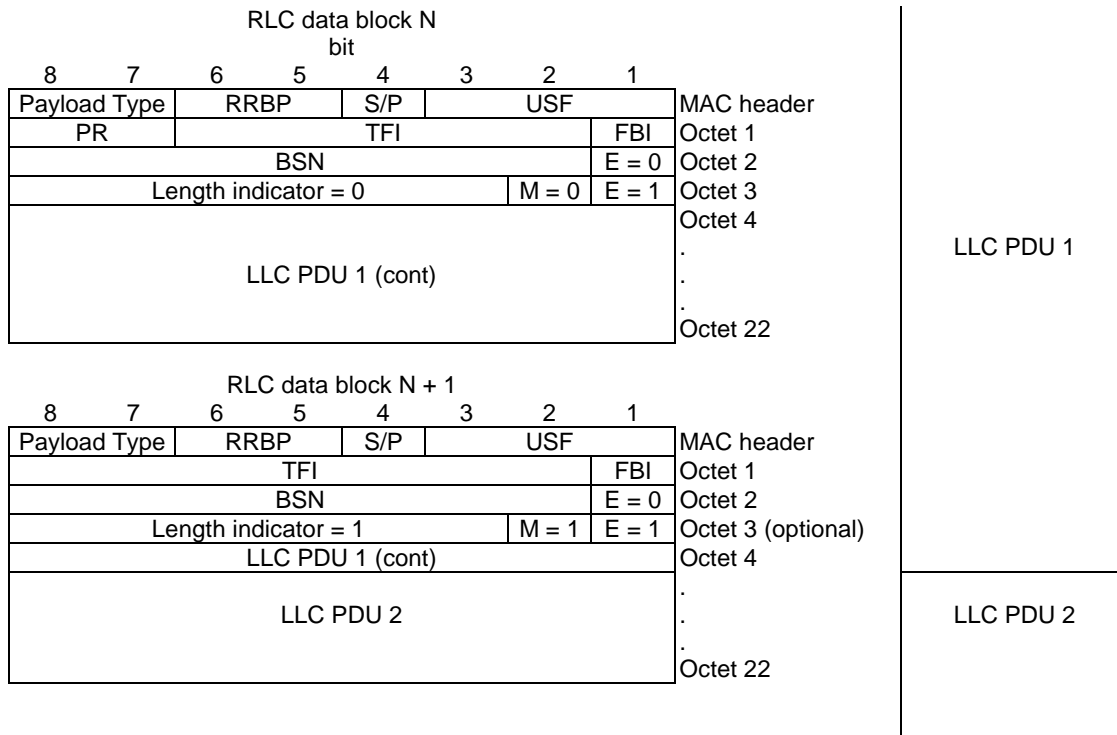 RLC data block N
bit
8 7 6 5 4 3 2 1
Payload Type RRBP S/P USF MAC header
PR TFI FBI Octet 1
BSN E = 0 Octet 2
Length indicator = 0 M = 0 E = 1 Octet 3
Octet 4
.
LLC PDU 1
LLC PDU 1 (cont) .
.
Octet 22
RLC data block N + 1
8 7 6 5 4 3 2 1
Payload Type RRBP S/P USF MAC header
TFI FBI Octet 1
BSN E = 0 Octet 2
Length indicator = 1 M = 1 E = 1 Octet 3 (optional)
LLC PDU 1 (cont) Octet 4
.
LLC PDU 2 . LLC PDU 2
.
Octet 22